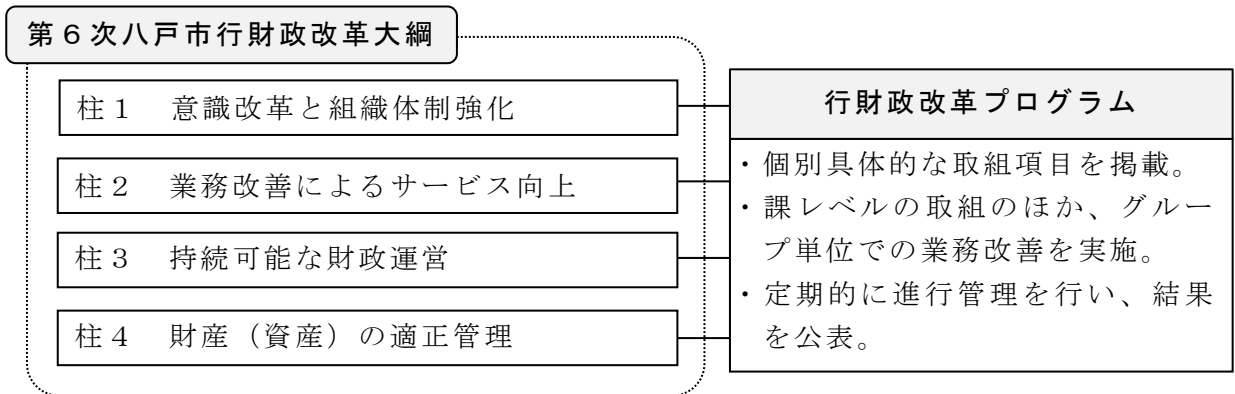 第６次八戸市行財政改革大綱
柱１　意識改革と組織体制強化
柱２　業務改善によるサービス向上
柱３　持続可能な財政運営
柱４　財産（資産）の適正管理
行財政改革プログラム
・個別具体的な取組項目を掲載。
・課レベルの取組のほか、グルー
プ単位での業務改善を実施。
・定期的に進行管理を行い、結果
を公表。